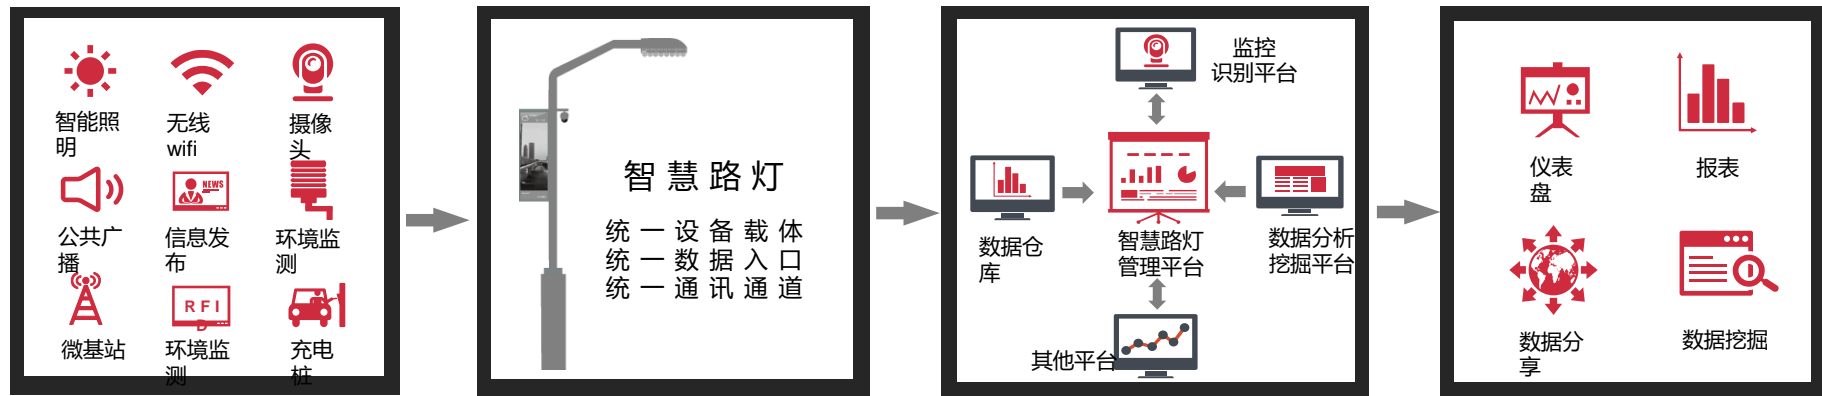 智能照
明
无线
wifi
摄像
头
公共广
播
NEWS
信息发
布
环境监
测
微基站
RFI
D
环境监
测
充电
桩
智慧路灯
统一设备载体
统一数据入口
统一通讯通道
监控
识别平台
数据仓
库
智慧路灯
管理平台
数据分析
挖掘平台
其他平台
仪表
盘
报表
数据分
享
数据挖掘